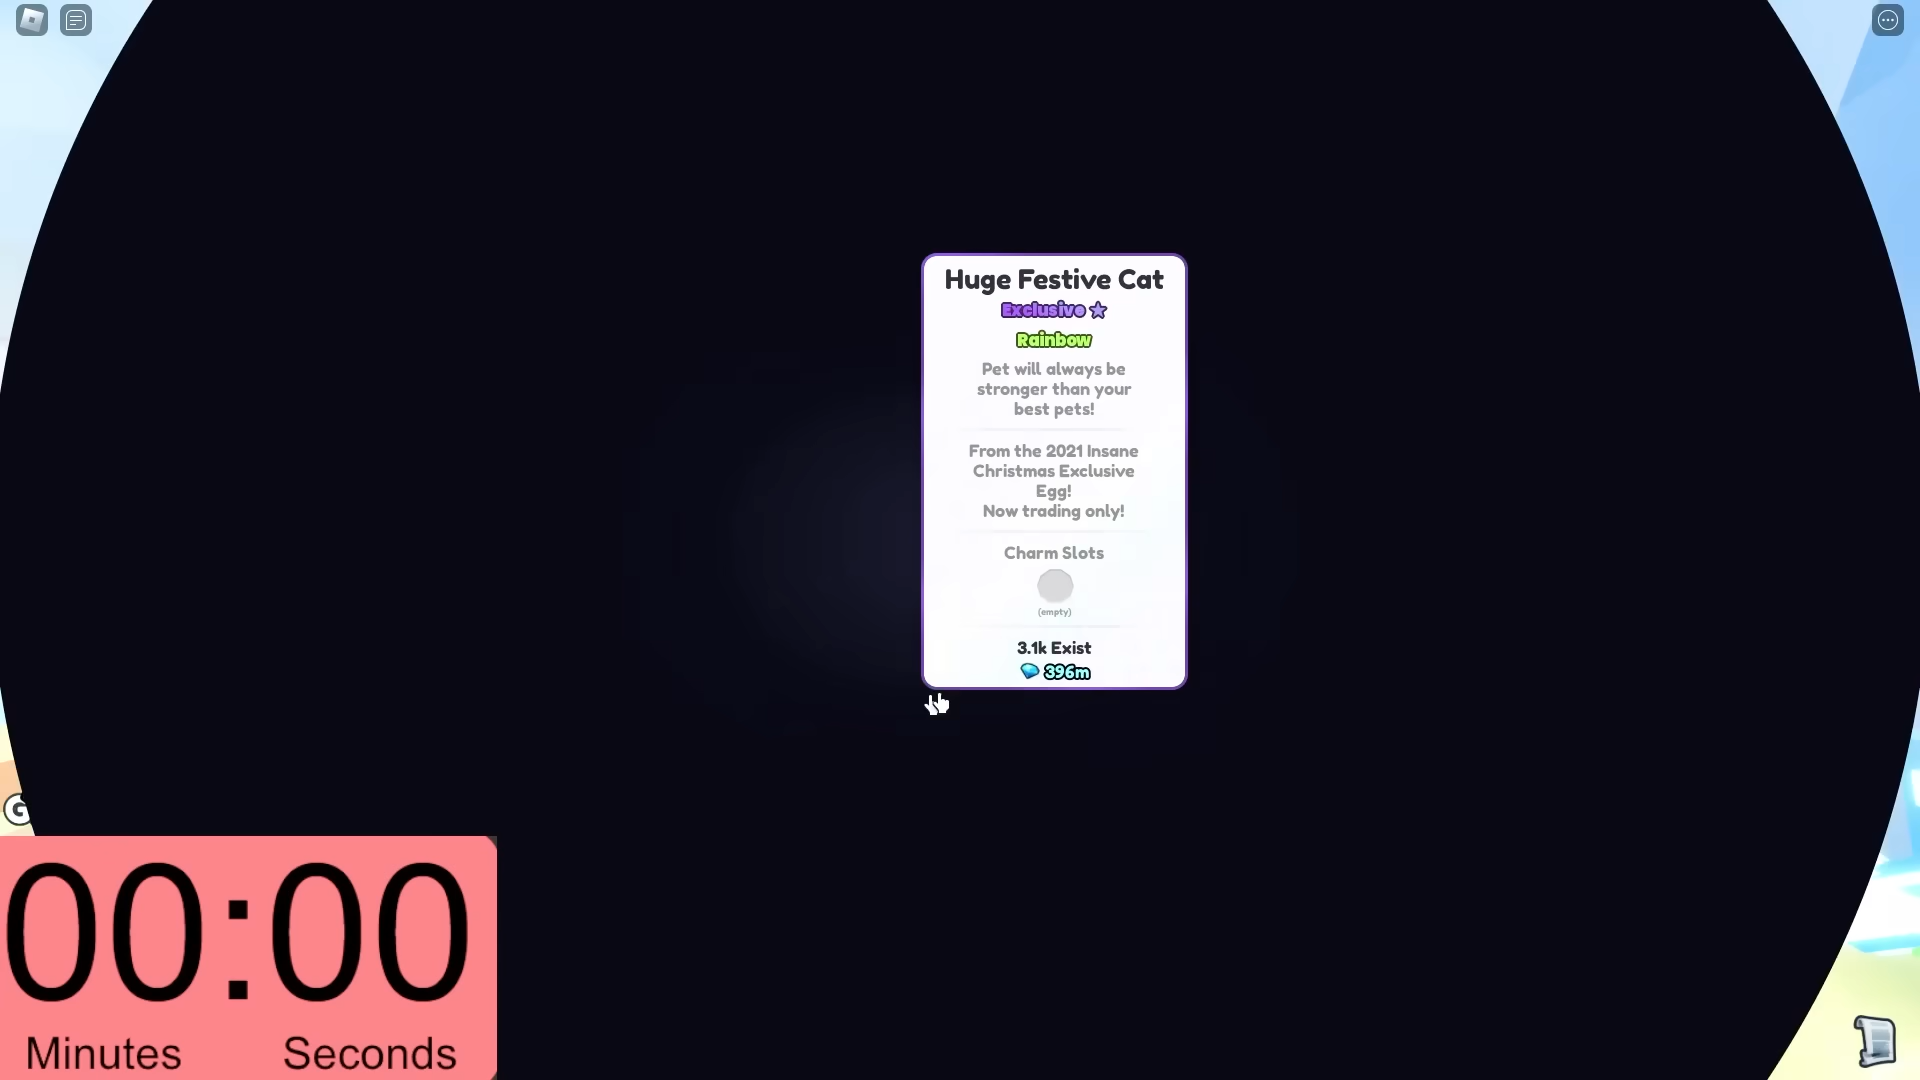 Huge Festive Cat
Exclusive
Rainbow
Pet will always be
stronger than your
best pets!
From the 2021 Insane
Christmas Exclusive
Egg!
Now trading only!
Charm Slots
(empty)
3.1k Exist
396m
G
00:00
Minutes Seconds